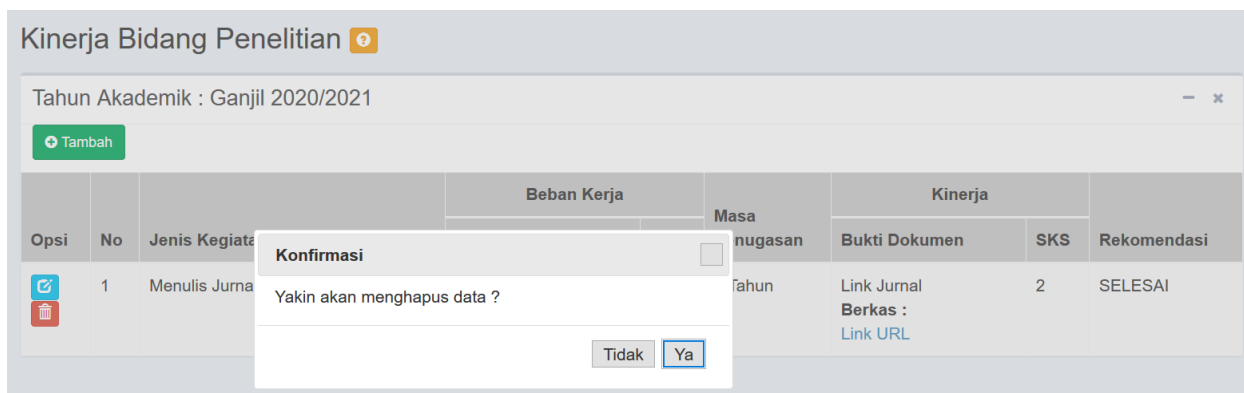 Kinerja Bidang Penelitian
Tahun Akademik : Ganjil 2020/2021
Tambah
Beban Kerja
Kinerja
Masa
Opsi No Jenis Kegiata nugasan Bukti Dokumen SKS Rekomendasi
1 Menulis Jurna Tahun Link Jurnal 2 SELESAI
Berkas :
Link URL
Konfirmasi
Yakin akan menghapus data ?
Tidak Ya